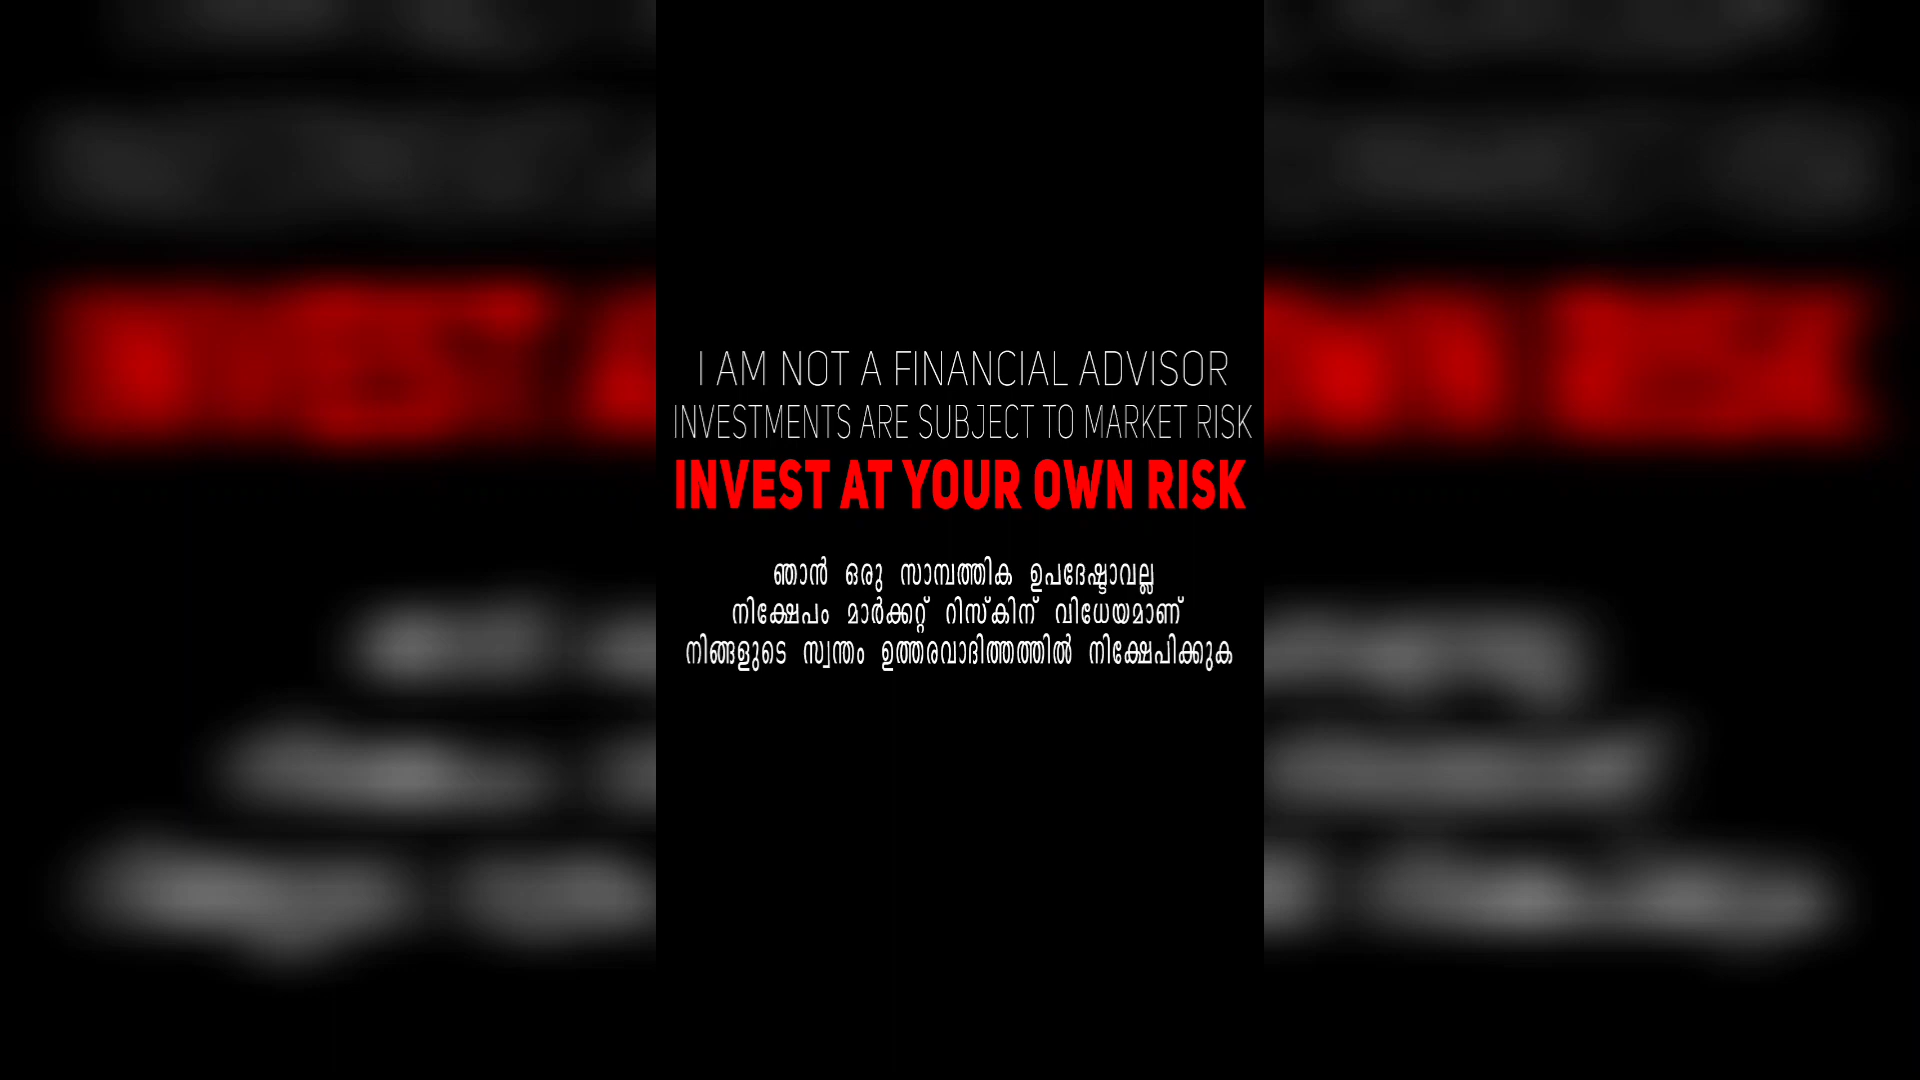 I AM NOT A FINANCIAL ADVISOR
INVESTMENTS ARE SUBJECT TO MARKET RISK
INVEST AT YOUR OWN RISK
ഞാൻ ഒരു സാമ്പത്തിക ഉപദേഷ്ടാവല്ല
നിക്ഷേപം മാർക്കറ്റ് റിസ്കിന് വിധേയമാണ്
നിങ്ങളുടെ സ്വന്തം ഉത്തരവാദിത്തത്തിൽ നിക്ഷേപിക്കുക